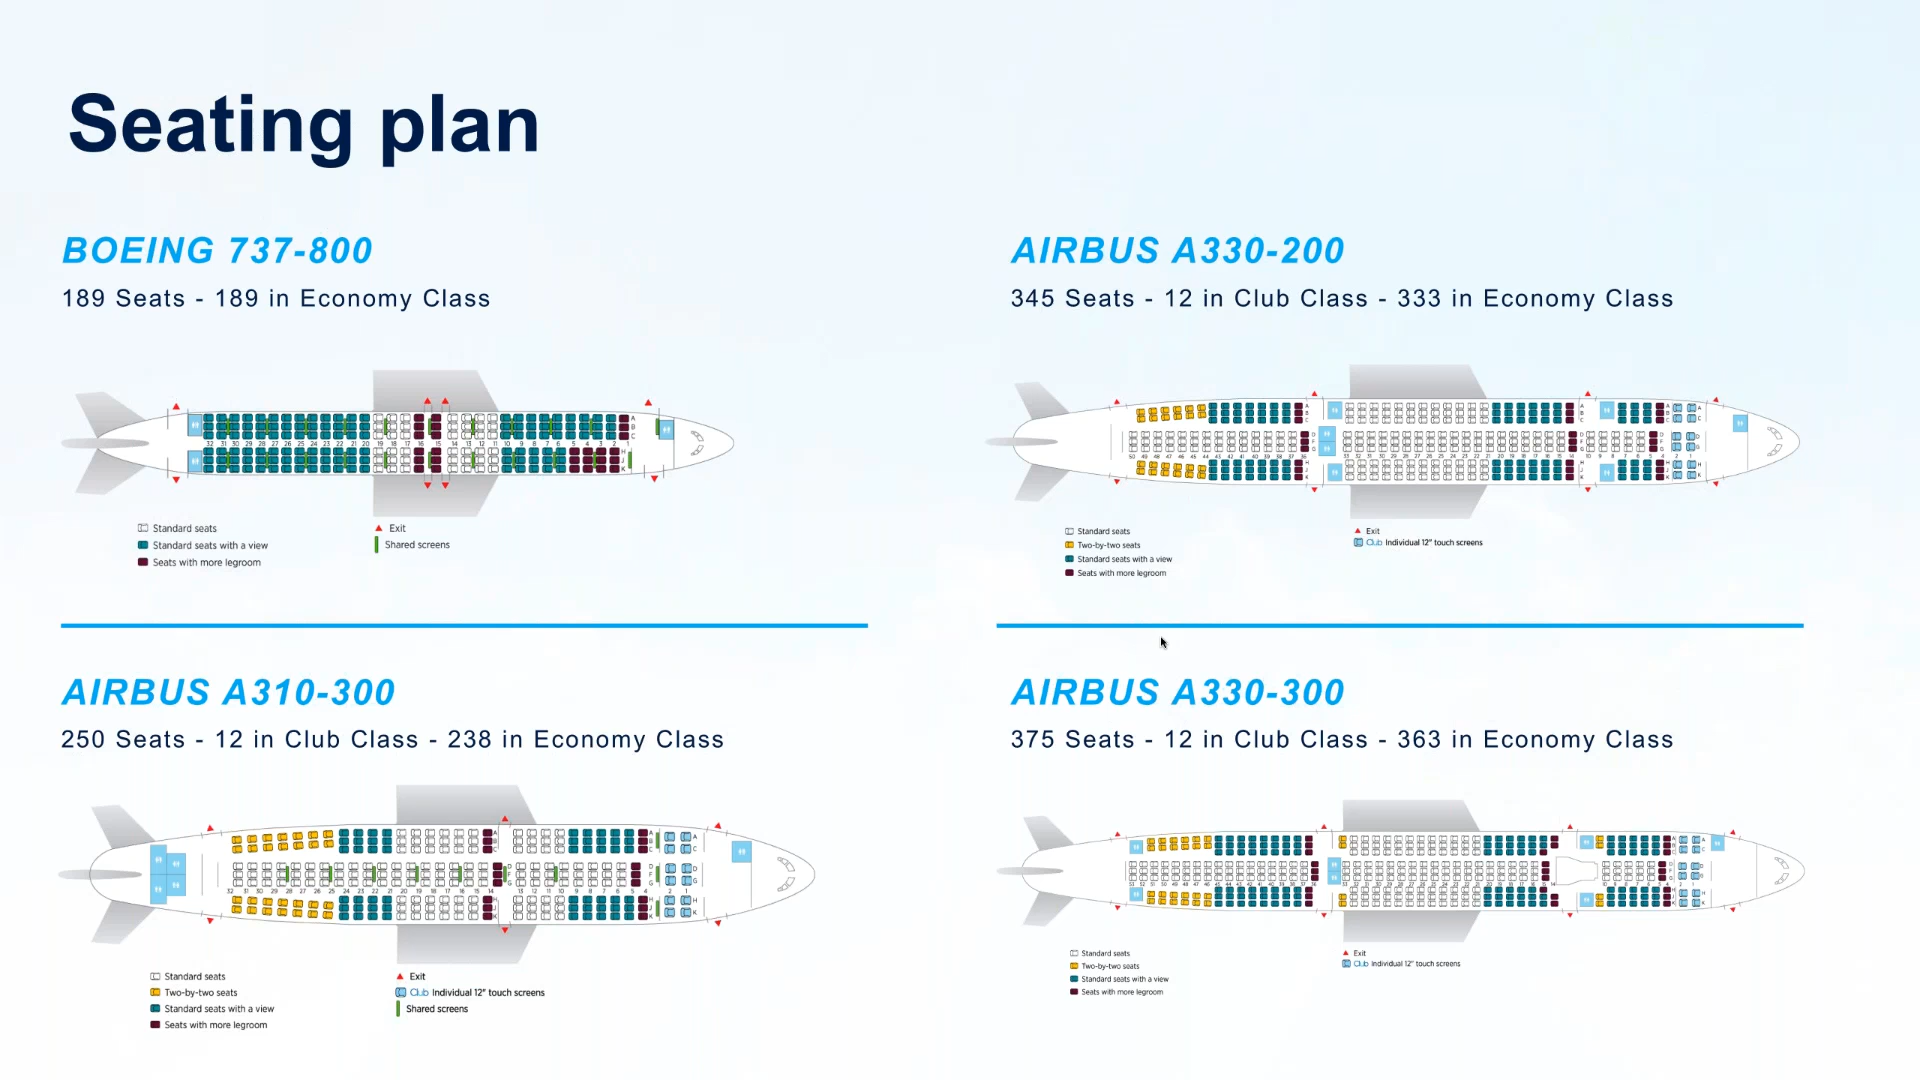 Seating plan
BOEING 737-800
189 Seats - 189 in Economy Class
Standard seats
Standard seats with a view
Seats with more legroom
Exit
Shared screens
AIRBUS A330-200
345 Seats - 12 in Club Class - 333 in Economy Class
Standard seats
Two-by-two seats
Standard seats with a view
Seats with more legroom
Exit
Club Individual 12" touch screens
AIRBUS A310-300
250 Seats - 12 in Club Class - 238 in Economy Class
Standard seats
Two-by-two seats
Standard seats with a view
Seats with more legroom
Exit
Club Individual 12" touch screens
Shared screens
AIRBUS A330-300
375 Seats - 12 in Club Class - 363 in Economy Class
Standard seats
Two-by-two seats
Standard seats with a view
Seats with more legroom
Exit
Club Individual 12" touch screens